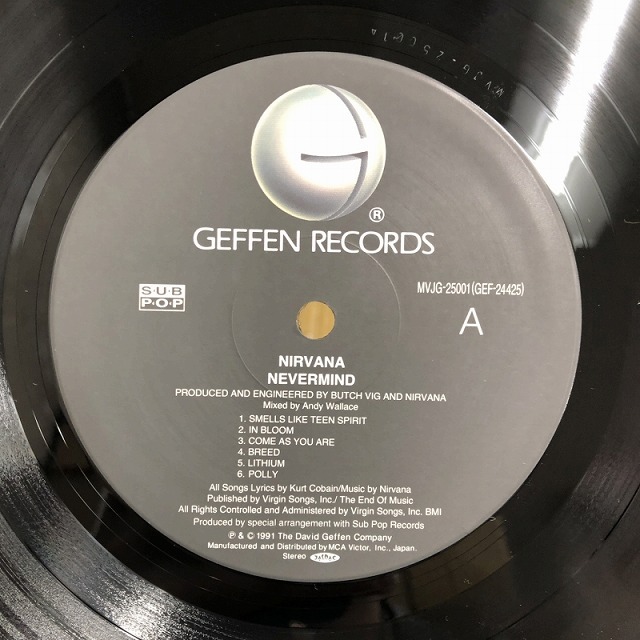 MVJG-25001A
®
GEFFEN RECORDS
SUB
POP
MVJG-25001(GEF-24425)
A
NIRVANA
NEVERMIND
PRODUCED AND ENGINEERED BY BUTCH VIG AND NIRVANA
Mixed by Andy Wallace
1. SMELLS LIKE TEEN SPIRIT
2. IN BLOOM
3. COME AS YOU ARE
4. BREED
5. LITHIUM
6. POLLY
All Songs Lyrics by Kurt Cobain/Music by Nirvana
Published by Virgin Songs, Inc./ The End Of Music
All Rights Controlled and Administered by Virgin Songs, Inc. BMI
Produced by special arrangement with Sub Pop Records
℗ & © 1991 The David Geffen Company
Manufactured and Distributed by MCA Victor, Inc., Japan.
Stereo